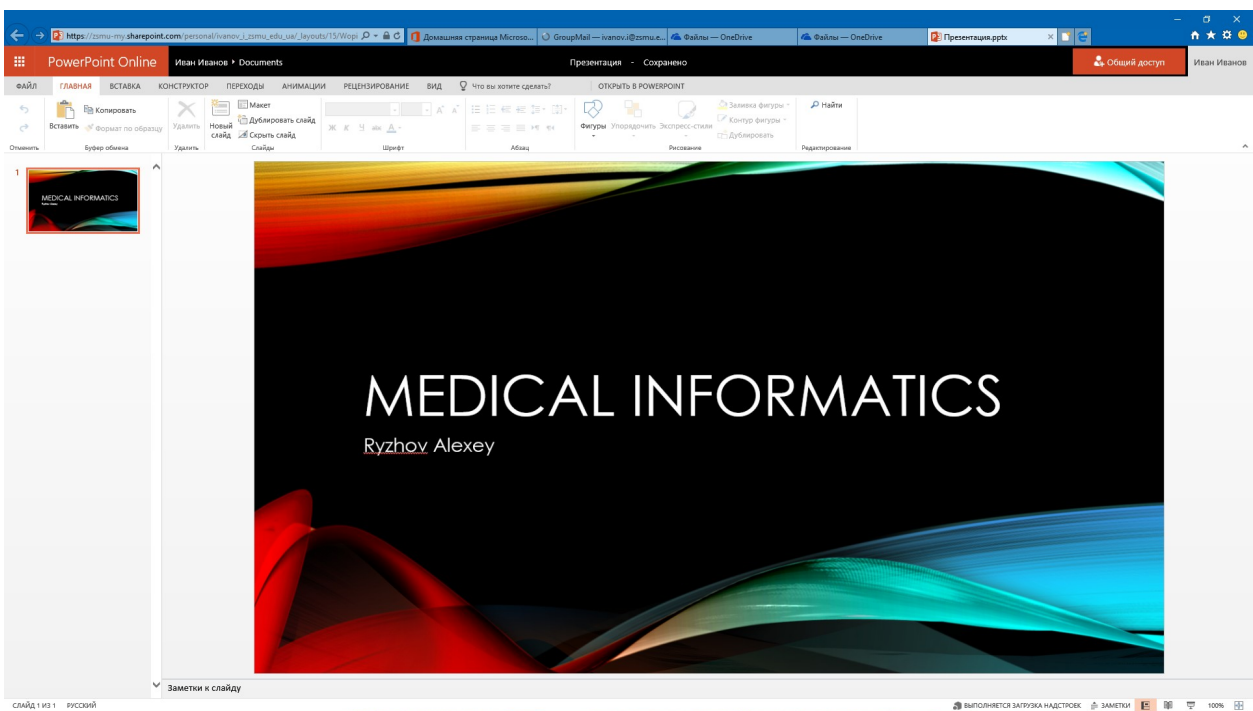 https://zsmu-my.sharepoint.com/personal/ivanov_i_zsmu_edu_ua/_layouts/15/Wopi
Домашняя страница Microso...
GroupMail — ivanov.i@zsmu.e...
Файлы — OneDrive
Файлы — OneDrive
Презентация.pptx
PowerPoint Online
Иван Иванов ▸ Documents
Презентация - Сохранено
Общий доступ
Иван Иванов
ФАЙЛ ГЛАВНАЯ ВСТАВКА КОНСТРУКТОР ПЕРЕХОДЫ АНИМАЦИИ РЕЦЕНЗИРОВАНИЕ ВИД Что вы хотите сделать? ОТКРЫТЬ В POWERPOINT
Вставить
Копировать
Формат по образцу
Удалить
Новый
слайд
Макет
Дублировать слайд
Скрыть слайд
Ж К Ч abc А
Фигуры Упорядочить Экспресс-стили
Заливка фигуры
Контур фигуры
Дублировать
Найти
Отменить Буфер обмена Удалить Слайды Шрифт Абзац Рисование Редактирование
1
MEDICAL INFORMATICS
Ryzhov Alexey
MEDICAL INFORMATICS
Ryzhov Alexey
Заметки к слайду
СЛАЙД 1 ИЗ 1 РУССКИЙ ВЫПОЛНЯЕТСЯ ЗАГРУЗКА НАДСТРОЕК ЗАМЕТКИ 100%